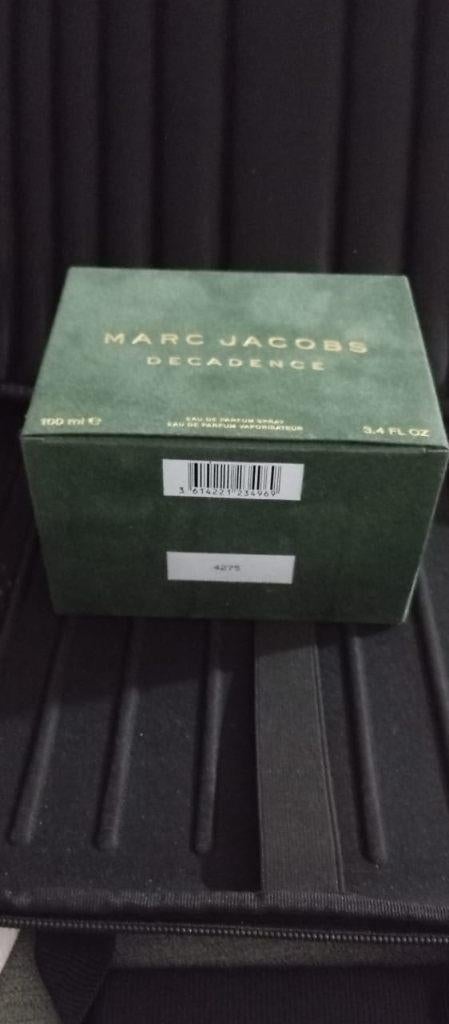 MARC JACOBS
DECADENCE
100 ml e
EAU DE PARFUM SPRAY
EAU DE PARFUM VAPORISATEUR
3.4 FL OZ
3 614221 234969
4275